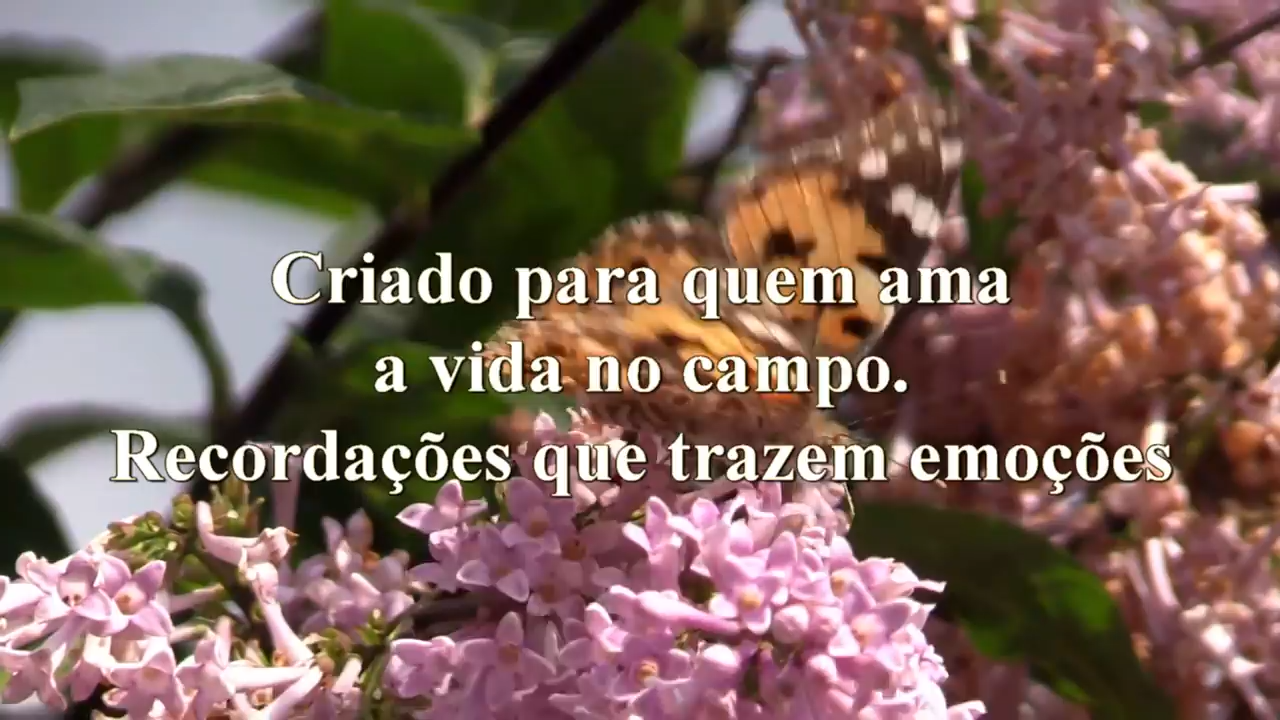 Criado para quem ama
a vida no campo.
Recordações que trazem emoções